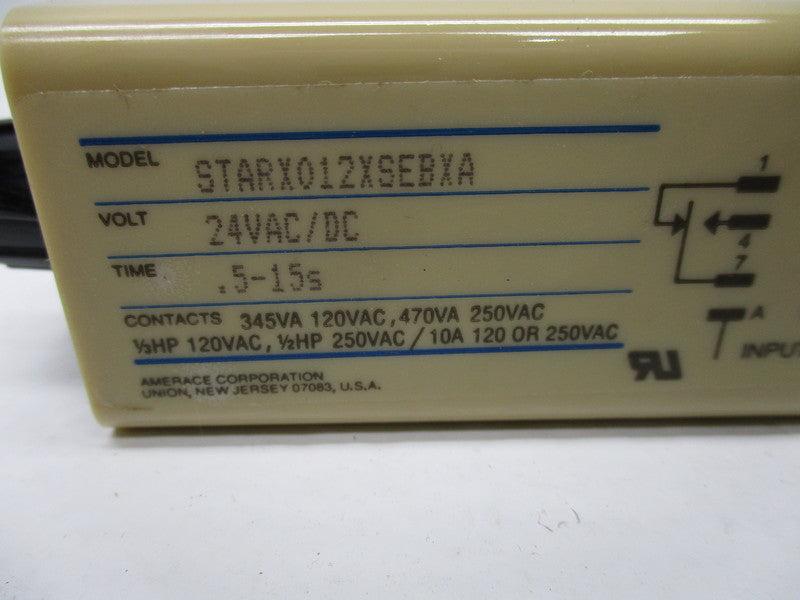 MODEL STARX012XSEBXA
VOLT 24VAC/DC
TIME .5-15s
CONTACTS 345VA 120VAC, 470VA 250VAC
⅓HP 120VAC, ½HP 250VAC / 10A 120 OR 250VAC
AMERACE CORPORATION
UNION, NEW JERSEY 07083, U.S.A.
1
4
7
A
INPUT
RU